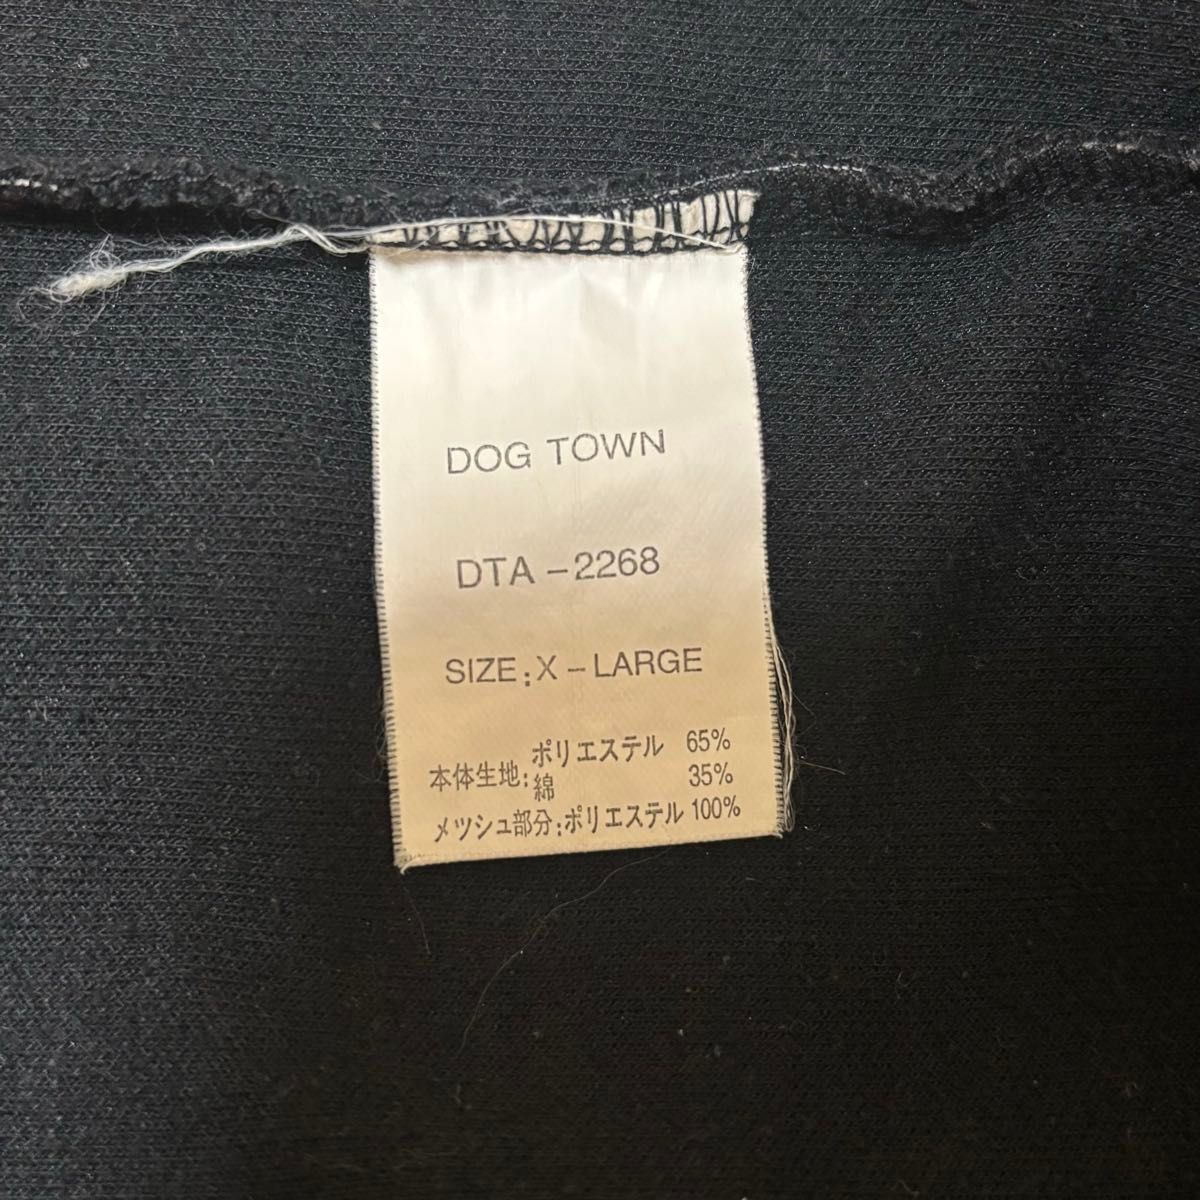 DOG TOWN
DTA-2268
SIZE:X-LARGE
本体生地:ポリエステル 65%
綿 35%
メッシュ部分:ポリエステル 100%